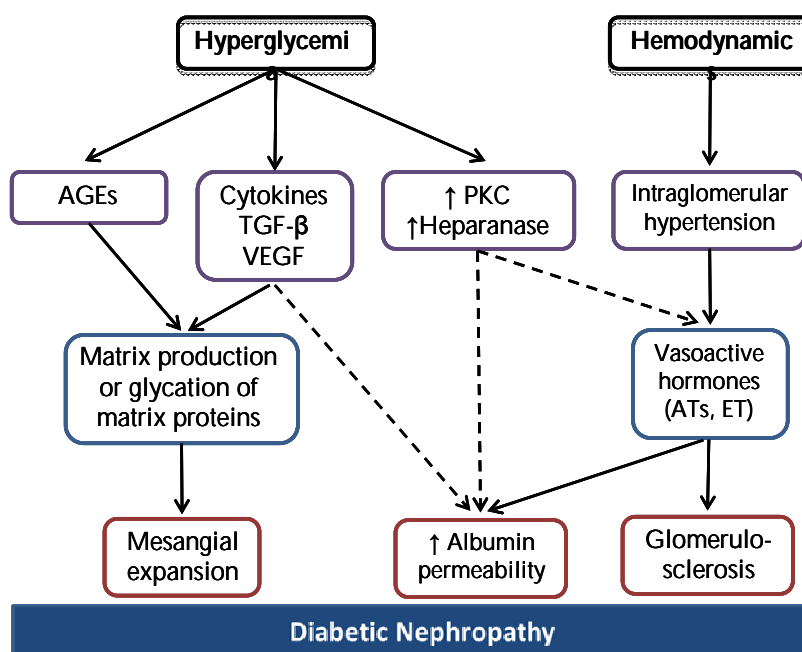 Hyperglycemi
Hemodynamic
AGEs
Cytokines
TGF-β
VEGF
↑ PKC
↑Heparanase
Intraglomerular
hypertension
Matrix production
or glycation of
matrix proteins
Vasoactive
hormones
(ATs, ET)
Mesangial
expansion
↑ Albumin
permeability
Glomerulo-
sclerosis
Diabetic Nephropathy